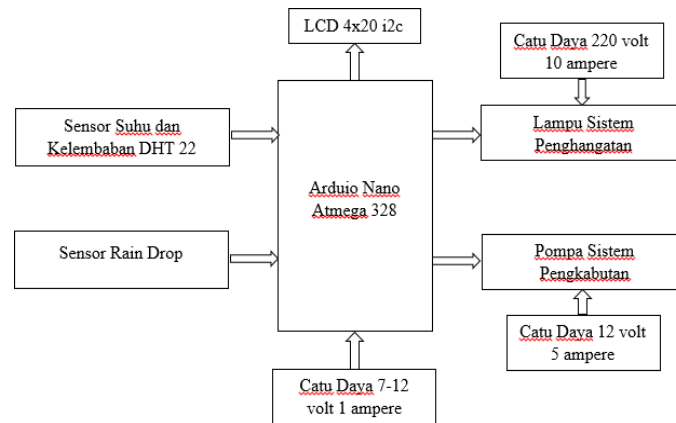 LCD 4x20 i2c
Catu Daya 220 volt
10 ampere
Sensor Suhu dan
Kelembaban DHT 22
Lampu Sistem
Penghangatan
Arduio Nano
Atmega 328
Sensor Rain Drop
Pompa Sistem
Pengkabutan
Catu Daya 12 volt
5 ampere
Catu Daya 7-12
volt 1 ampere